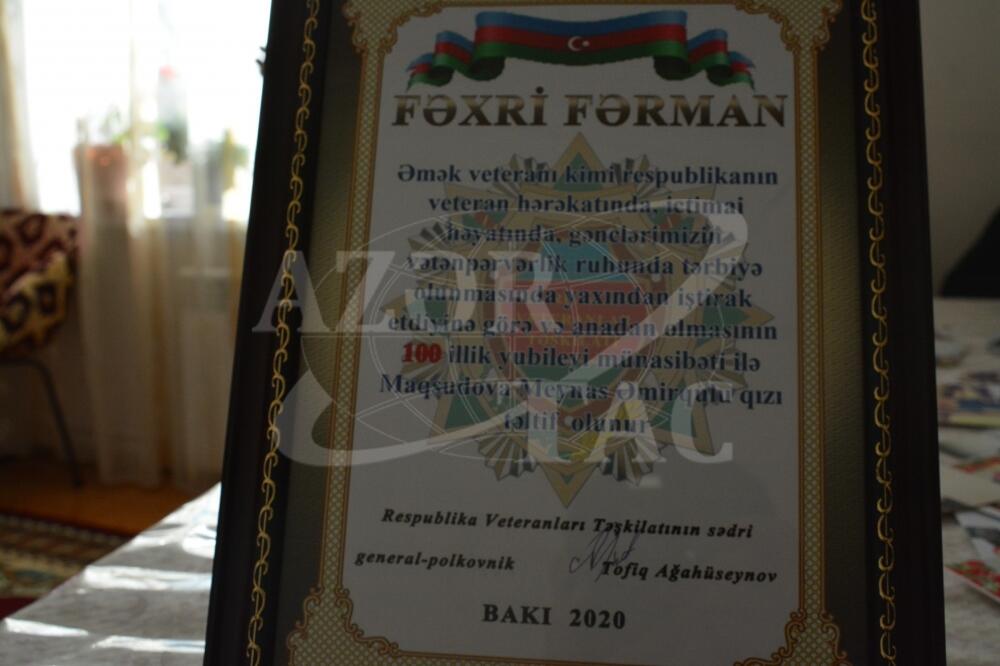 FƏXRİ FƏRMAN
Əmək veteranı kimi respublikanın
veteran hərəkatında, ictimai
həyatında, gənclərimizin
vətənpərvərlik ruhunda tərbiyə
olunmasında yaxından iştirak
etdiyinə görə və anadan olmasının
100 illik yubileyi münasibəti ilə
Maqsudova Meynas Əmirqulu qızı
təltif olunur
Respublika Veteranları Təşkilatının sədri
general-polkovnik Tofiq Ağahüseynov
BAKI 2020